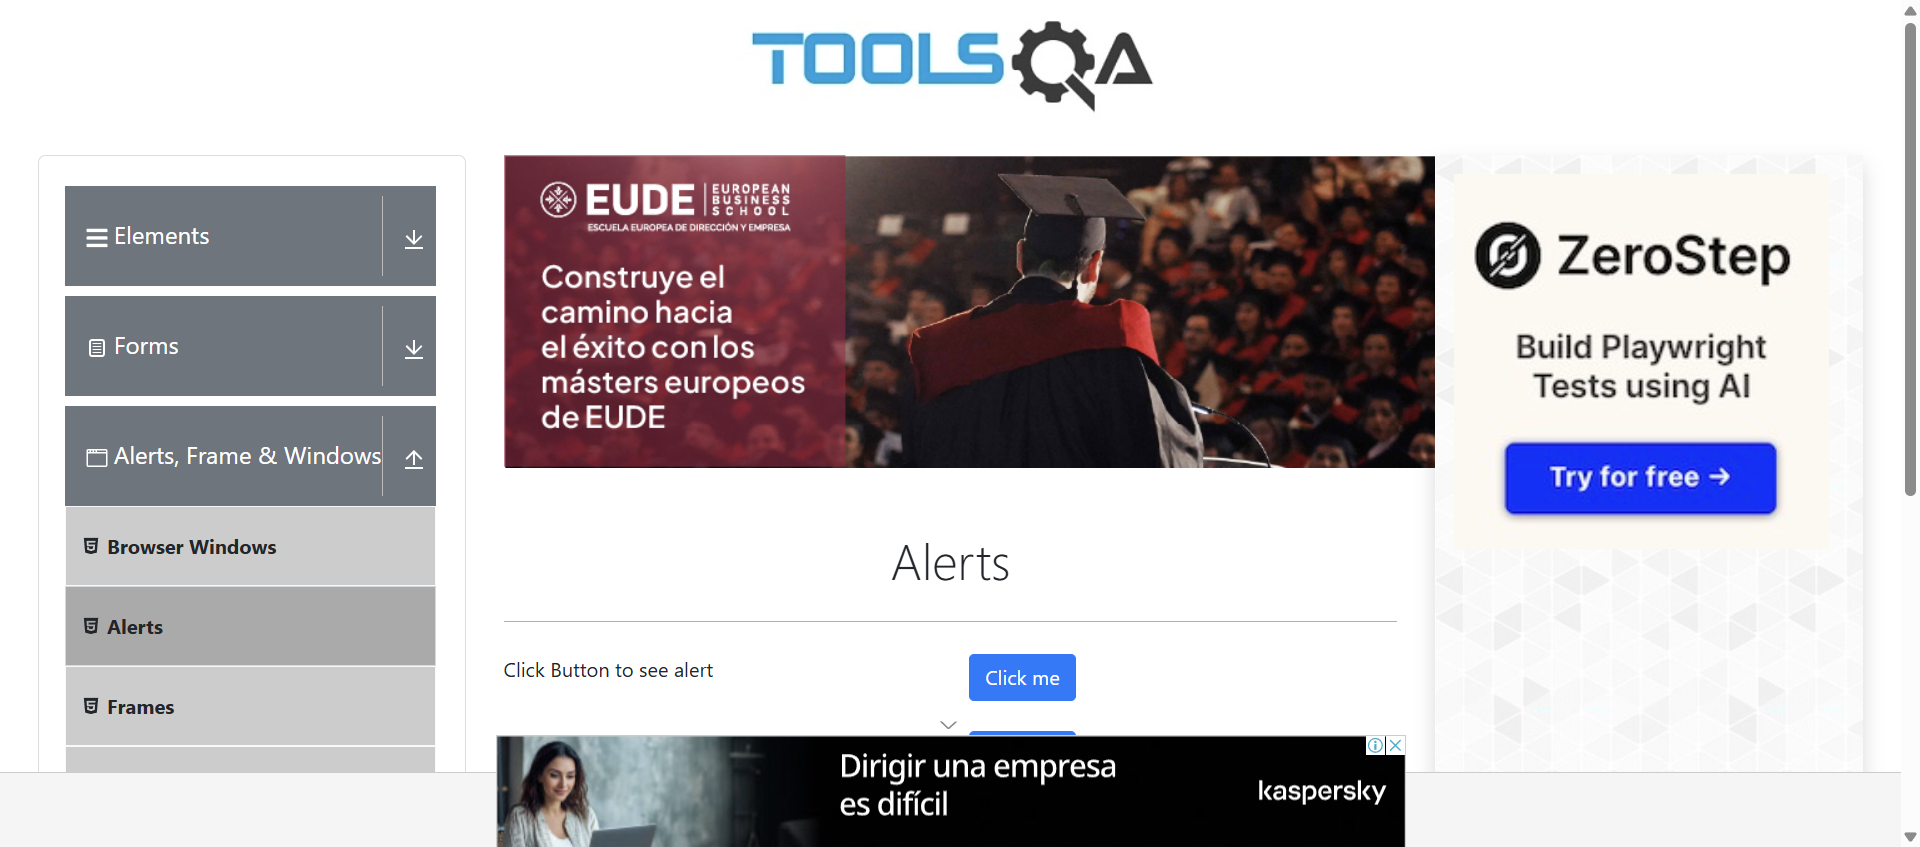 TOOLSQA
Elements
Forms
Alerts, Frame & Windows
Browser Windows
Alerts
Frames
EUDE
EUROPEAN
BUSINESS
SCHOOL
ESCUELA EUROPEA DE DIRECCIÓN Y EMPRESA
Construye el
camino hacia
el éxito con los
másters europeos
de EUDE
Alerts
Click Button to see alert
Click me
Dirigir una empresa
es difícil
kaspersky
ZeroStep
Build Playwright
Tests using AI
Try for free →